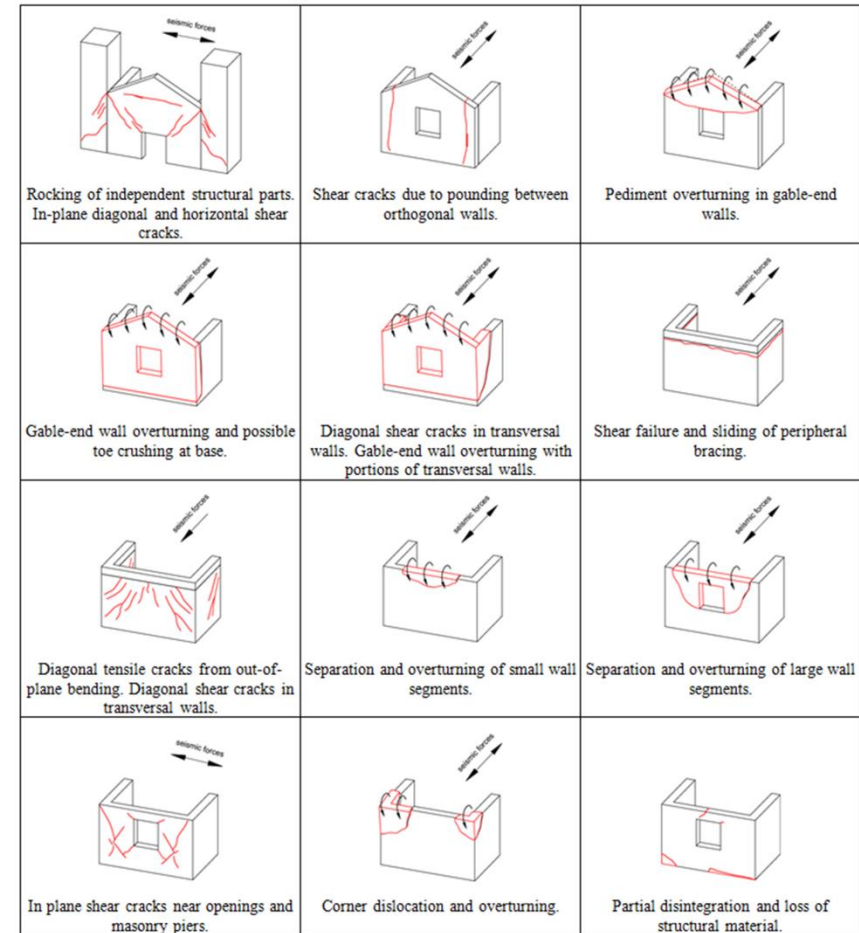 seismic forces
seismic forces
seismic forces
Rocking of independent structural parts.
In-plane diagonal and horizontal shear
cracks.
Shear cracks due to pounding between
orthogonal walls.
Pediment overturning in gable-end
walls.
seismic forces
seismic forces
seismic forces
Gable-end wall overturning and possible
toe crushing at base.
Diagonal shear cracks in transversal
walls. Gable-end wall overturning with
portions of transversal walls.
Shear failure and sliding of peripheral
bracing.
seismic forces
seismic forces
seismic forces
Diagonal tensile cracks from out-of-
plane bending. Diagonal shear cracks in
transversal walls.
Separation and overturning of small wall
segments.
Separation and overturning of large wall
segments.
seismic forces
seismic forces
In plane shear cracks near openings and
masonry piers.
Corner dislocation and overturning.
Partial disintegration and loss of
structural material.